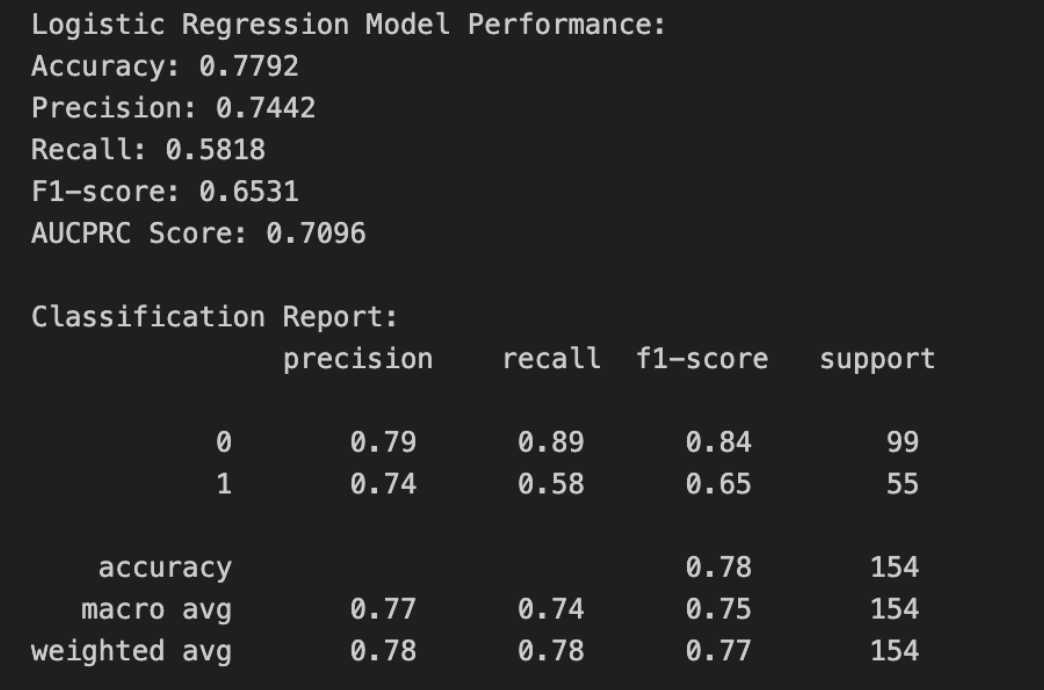 Logistic Regression Model Performance:
Accuracy: 0.7792
Precision: 0.7442
Recall: 0.5818
F1-score: 0.6531
AUCPRC Score: 0.7096
Classification Report:
precision recall f1-score support
0 0.79 0.89 0.84 99
1 0.74 0.58 0.65 55
accuracy 0.78 154
macro avg 0.77 0.74 0.75 154
weighted avg 0.78 0.78 0.77 154